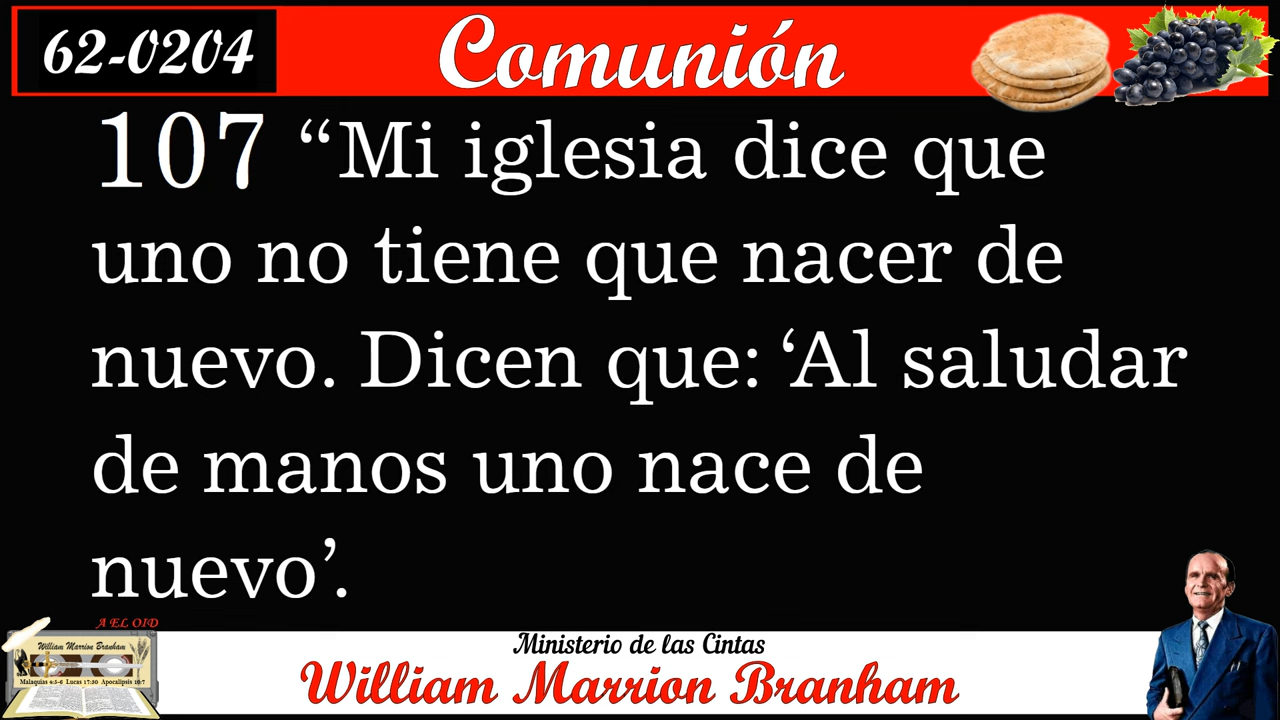 62-0204
Comunión
107 “Mi iglesia dice que
uno no tiene que nacer de
nuevo. Dicen que: ‘Al saludar
de manos uno nace de
nuevo’.
A EL OID
William Marrion Branham
Malaquias 4:5-6 Lucas 17:30 Apocalipsis 10:7
Ministerio de las Cintas
William Marrion Branham